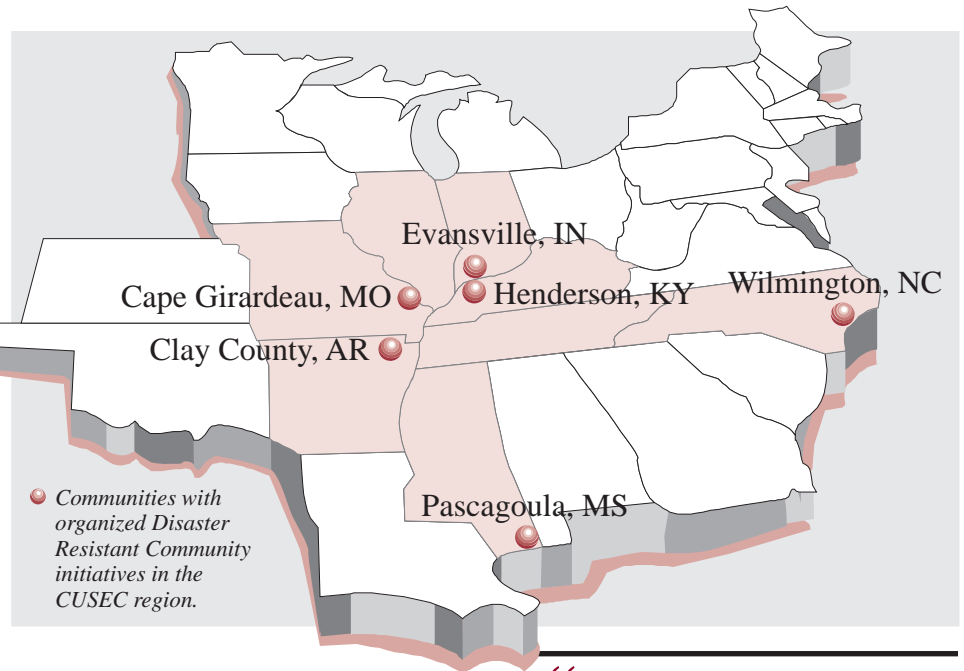 Evansville, IN
Wilmington, NC
Cape Girardeau, MO
Henderson, KY
Clay County, AR
Pascagoula, MS
Communities with
organized Disaster
Resistant Community
initiatives in the
CUSEC region.
“